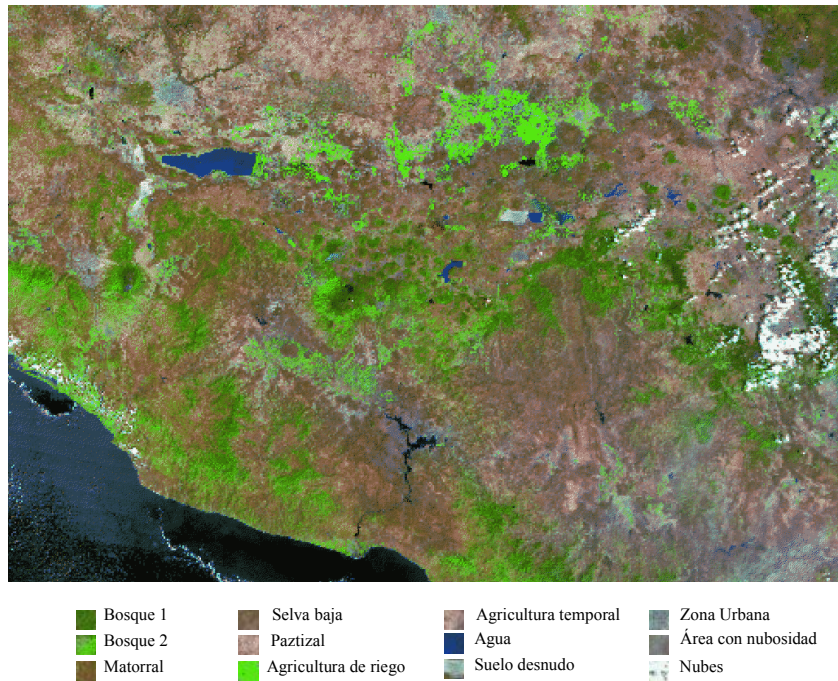 Bosque 1
Selva baja
Agricultura temporal
Zona Urbana
Bosque 2
Paztizal
Agua
Área con nubosidad
Matorral
Agricultura de riego
Suelo desnudo
Nubes